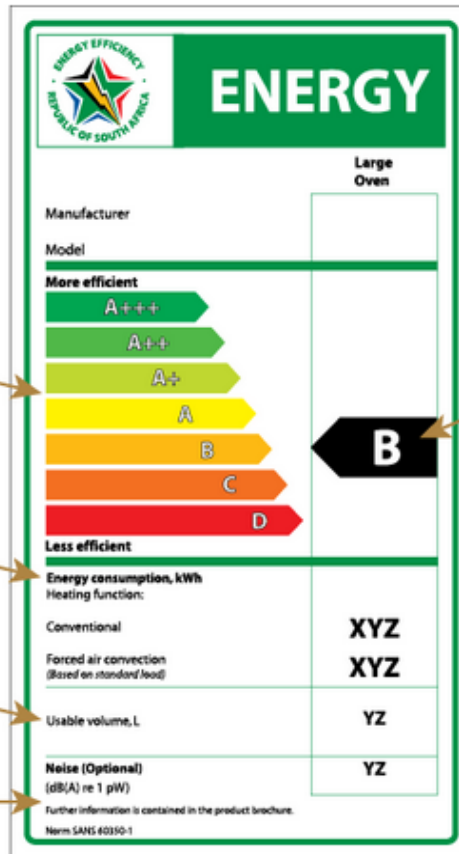 ENERGY EFFICIENCY
REPUBLIC OF SOUTH AFRICA
ENERGY
Large
Oven
Manufacturer
Model
More efficient
A+++
A++
A+
A
B
B
C
D
Less efficient
Energy consumption, kWh
Heating function:
Conventional XYZ
Forced air convection XYZ
(Based on standard load)
Usable volume, L YZ
Noise (Optional) YZ
(dB(A) re 1 pW)
Further information is contained in the product brochure.
Norm SANS 60350-1